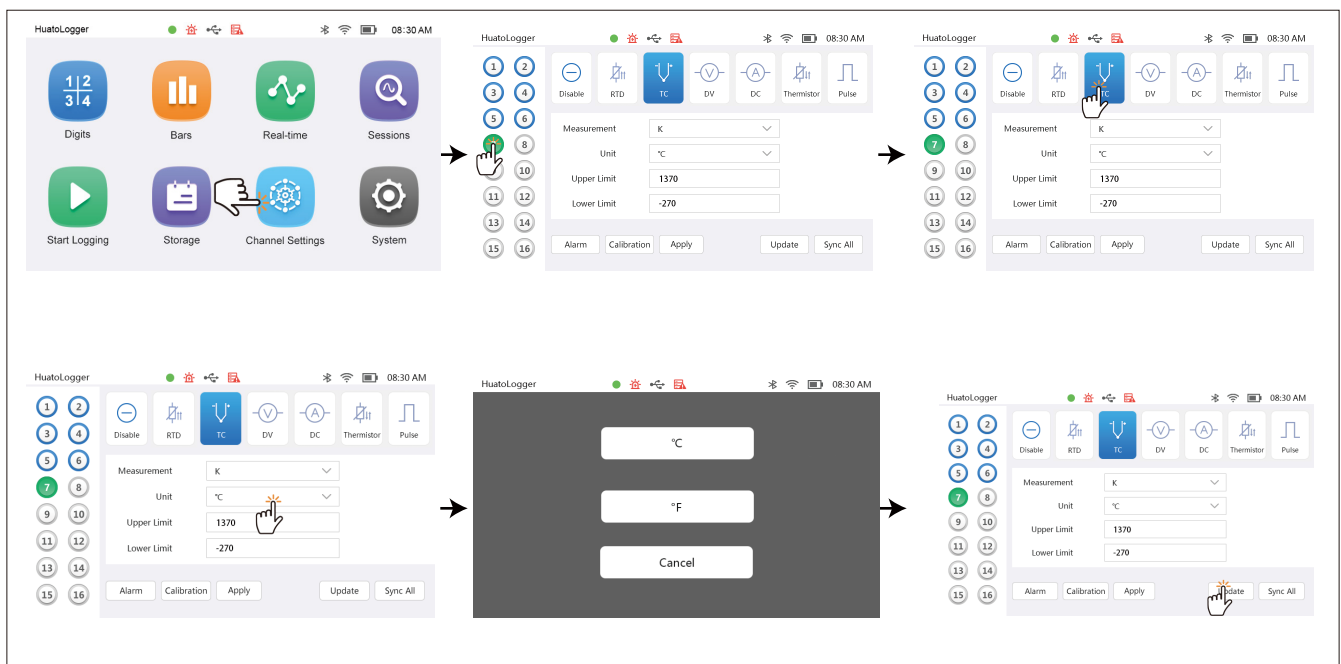 HuatoLogger 08:30 AM
1 2
3 4
Digits Bars Real-time Sessions
Start Logging Storage Channel Settings System
HuatoLogger 08:30 AM
1 2
3 4
5 6
8
10
11 12
13 14
15 16
Disable RTD TC DV DC Thermistor Pulse
Measurement K
Unit °C
Upper Limit 1370
Lower Limit -270
Alarm Calibration Apply Update Sync All
HuatoLogger 08:30 AM
1 2
3 4
5 6
7 8
9 10
11 12
13 14
15 16
Disable RTD TC DV DC Thermistor Pulse
Measurement K
Unit °C
Upper Limit 1370
Lower Limit -270
Alarm Calibration Apply Update Sync All
HuatoLogger 08:30 AM
1 2
3 4
5 6
7 8
9 10
11 12
13 14
15 16
Disable RTD TC DV DC Thermistor Pulse
Measurement K
Unit °C
Upper Limit 1370
Lower Limit -270
Alarm Calibration Apply Update Sync All
HuatoLogger 08:30 AM
°C
°F
Cancel
HuatoLogger 08:30 AM
1 2
3 4
5 6
7 8
9 10
11 12
13 14
15 16
Disable RTD TC DV DC Thermistor Pulse
Measurement K
Unit °C
Upper Limit 1370
Lower Limit -270
Alarm Calibration Apply Update Sync All